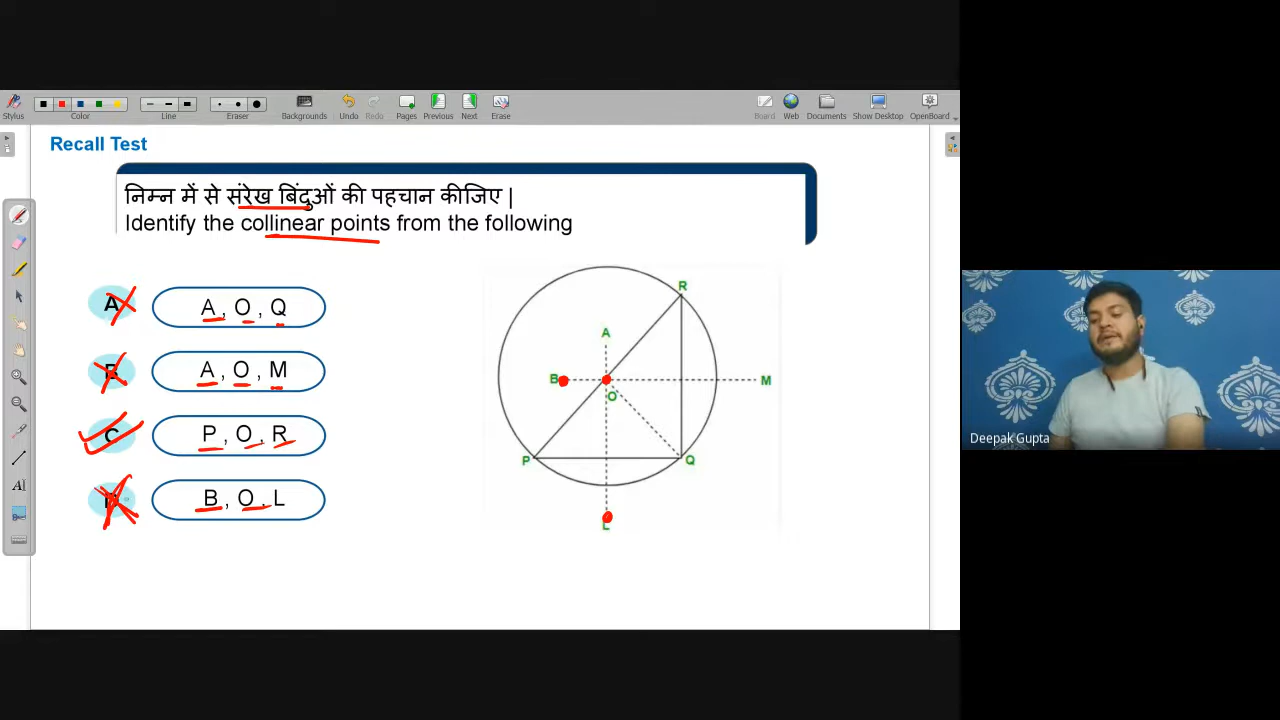 Stylus
Color
Line
Eraser
Backgrounds
Undo
Redo
Pages
Previous
Next
Erase
Board
Web
Documents
Show Desktop
OpenBoard
Recall Test
निम्न में से संरेख बिंदुओं की पहचान कीजिए |
Identify the collinear points from the following
A
A , O , Q
B
A , O , M
C
P , O , R
B , O , L
R
A
B
M
O
P
Q
L
Deepak Gupta